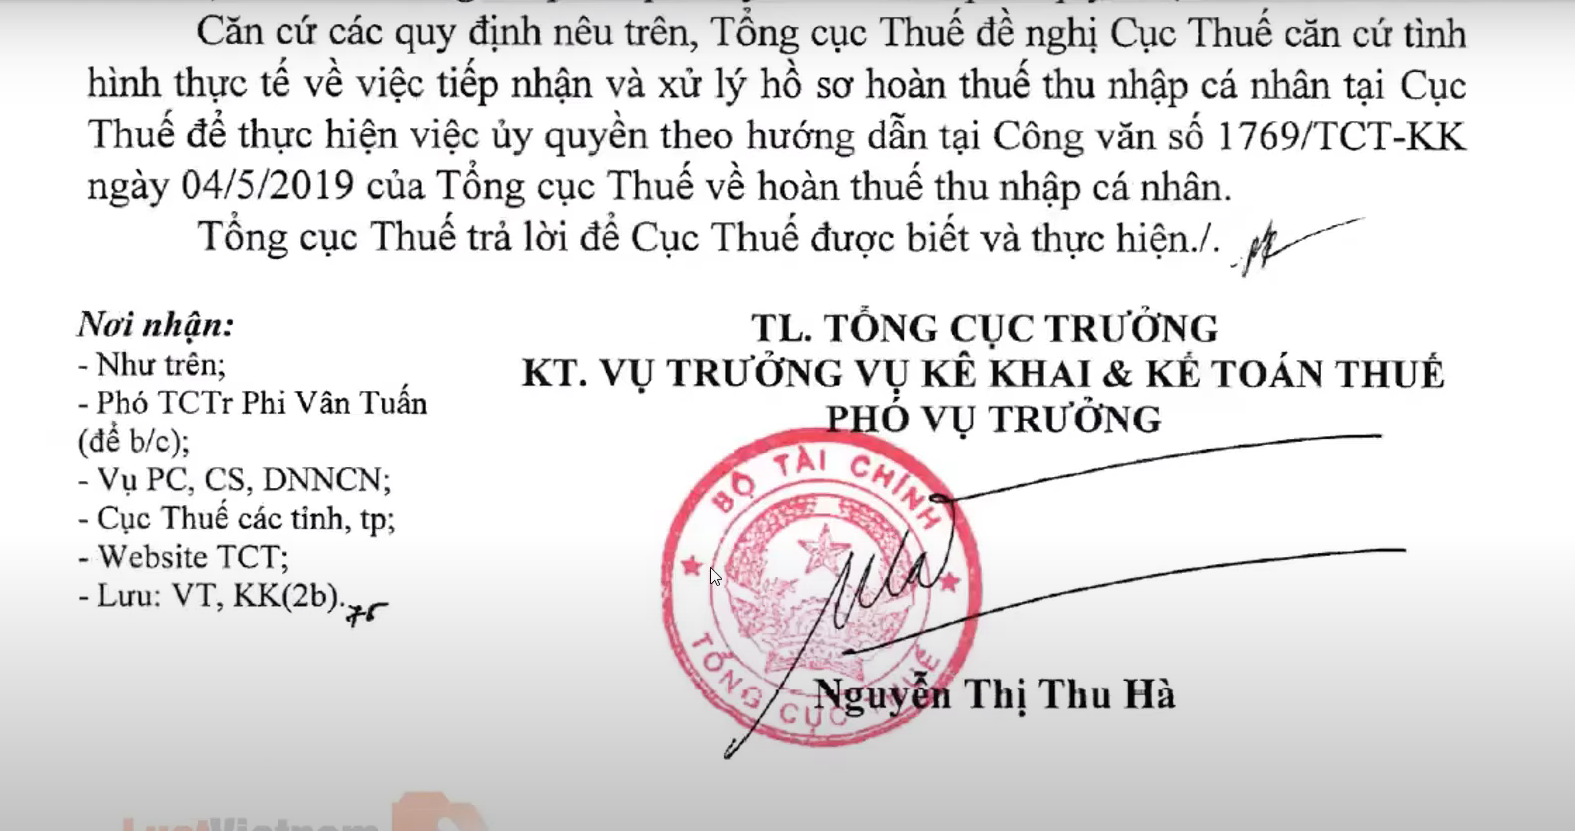 Căn cứ các quy định nêu trên, Tổng cục Thuế đề nghị Cục Thuế căn cứ tình
hình thực tế về việc tiếp nhận và xử lý hồ sơ hoàn thuế thu nhập cá nhân tại Cục
Thuế để thực hiện việc ủy quyền theo hướng dẫn tại Công văn số 1769/TCT-KK
ngày 04/5/2019 của Tổng cục Thuế về hoàn thuế thu nhập cá nhân.
Tổng cục Thuế trả lời để Cục Thuế được biết và thực hiện./.
Nơi nhận:
- Như trên;
- Phó TCTr Phi Vân Tuấn
(để b/c);
- Vụ PC, CS, DNNCN;
- Cục Thuế các tỉnh, tp;
- Website TCT;
- Lưu: VT, KK(2b).
TL. TỔNG CỤC TRƯỞNG
KT. VỤ TRƯỞNG VỤ KÊ KHAI & KẾ TOÁN THUẾ
PHÓ VỤ TRƯỞNG
BỘ TÀI CHÍNH
TỔNG CỤC THUẾ
Nguyễn Thị Thu Hà
LuatVietnam